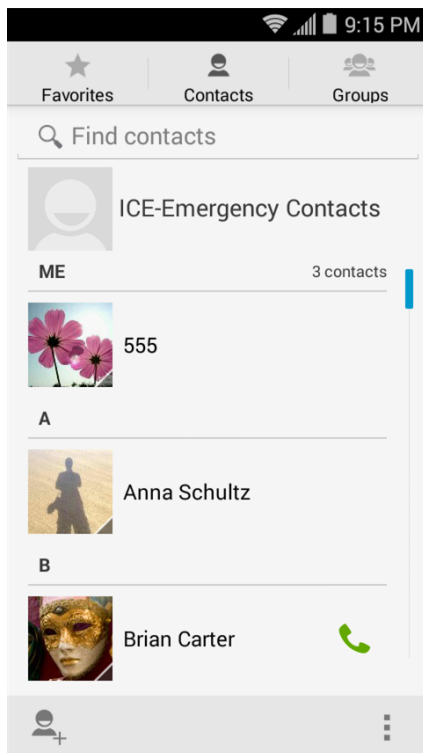 9:15 PM
Favorites Contacts Groups
Find contacts
ICE-Emergency Contacts
ME 3 contacts
555
A
Anna Schultz
B
Brian Carter